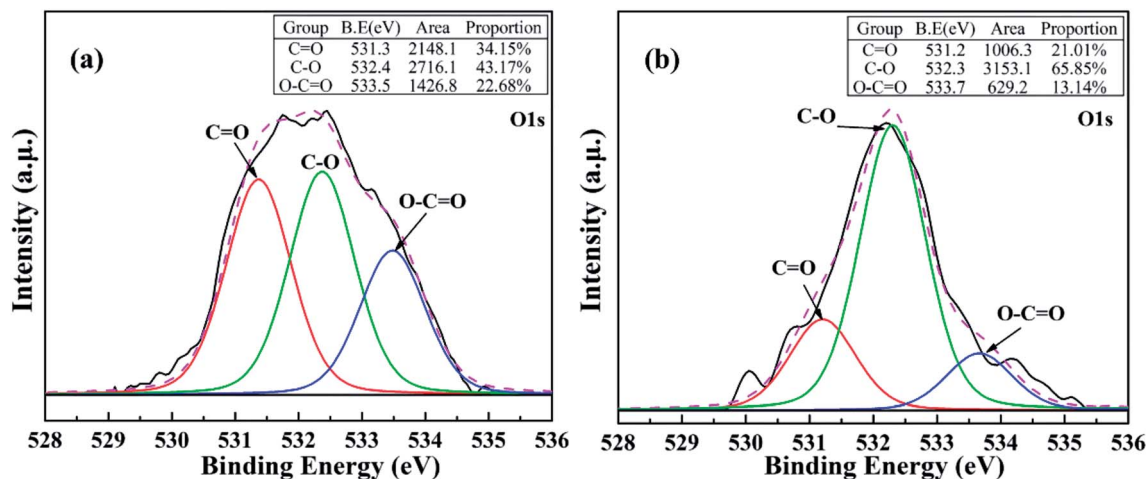 (a)
Group B.E(eV) Area Proportion
C=O 531.3 2148.1 34.15%
C-O 532.4 2716.1 43.17%
O-C=O 533.5 1426.8 22.68%
O1s
C=O
C-O
O-C=O
Intensity (a.μ.)
528 529 530 531 532 533 534 535 536
Binding Energy (eV)
(b)
Group B.E(eV) Area Proportion
C=O 531.2 1006.3 21.01%
C-O 532.3 3153.1 65.85%
O-C=O 533.7 629.2 13.14%
O1s
C-O
C=O
O-C=O
Intensity (a.μ.)
528 529 530 531 532 533 534 535 536
Binding Energy (eV)